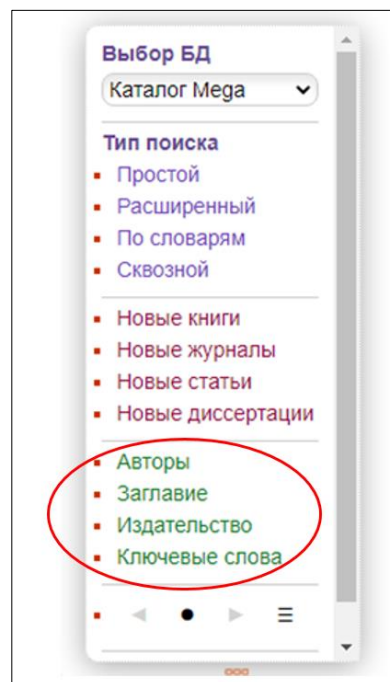 Выбор БД
Каталог Mega
Тип поиска
Простой
Расширенный
По словарям
Сквозной
Новые книги
Новые журналы
Новые статьи
Новые диссертации
Авторы
Заглавие
Издательство
Ключевые слова